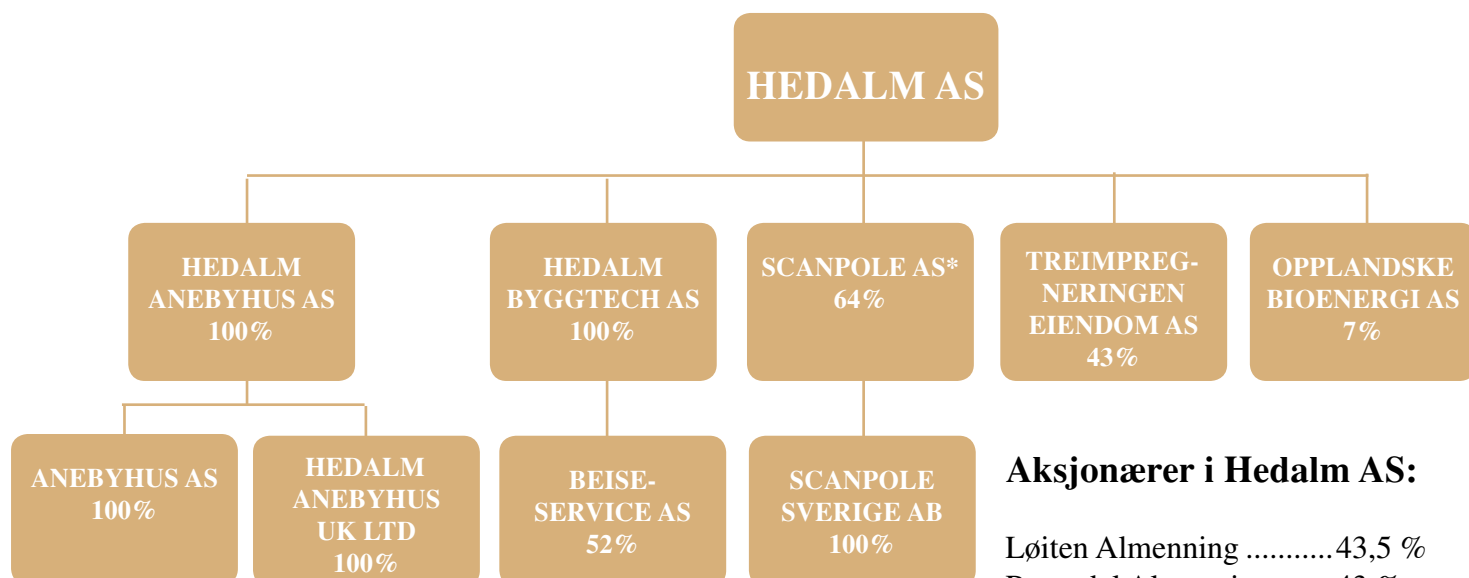 HEDALM AS
HEDALM
ANEBYHUS AS
100%
HEDALM
BYGGTECH AS
100%
SCANPOLE AS*
64%
TREIMPREG-
NERINGEN
EIENDOM AS
43%
OPPLANDSKE
BIOENERGI AS
7%
ANEBYHUS AS
100%
HEDALM
ANEBYHUS
UK LTD
100%
BEISE-
SERVICE AS
52%
SCANPOLE
SVERIGE AB
100%
Aksjonærer i Hedalm AS:
Løiten Almenning ...........43,5 %